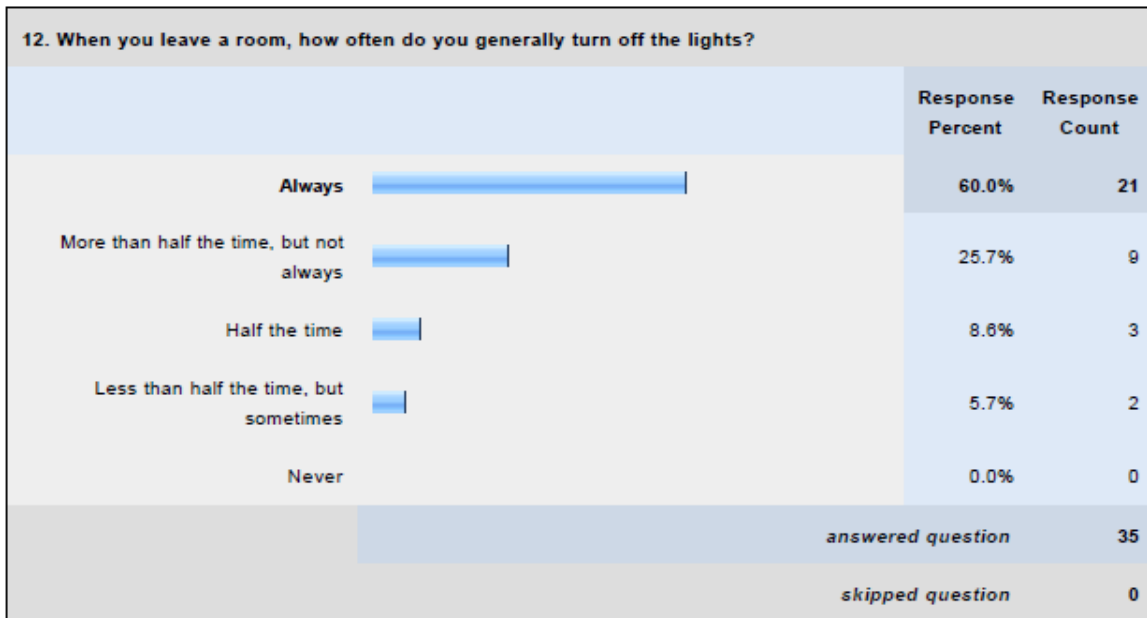 12. When you leave a room, how often do you generally turn off the lights?
Response Percent
Response Count
Always 60.0% 21
More than half the time, but not
always 25.7% 9
Half the time 8.6% 3
Less than half the time, but
sometimes 5.7% 2
Never 0.0% 0
answered question 35
skipped question 0